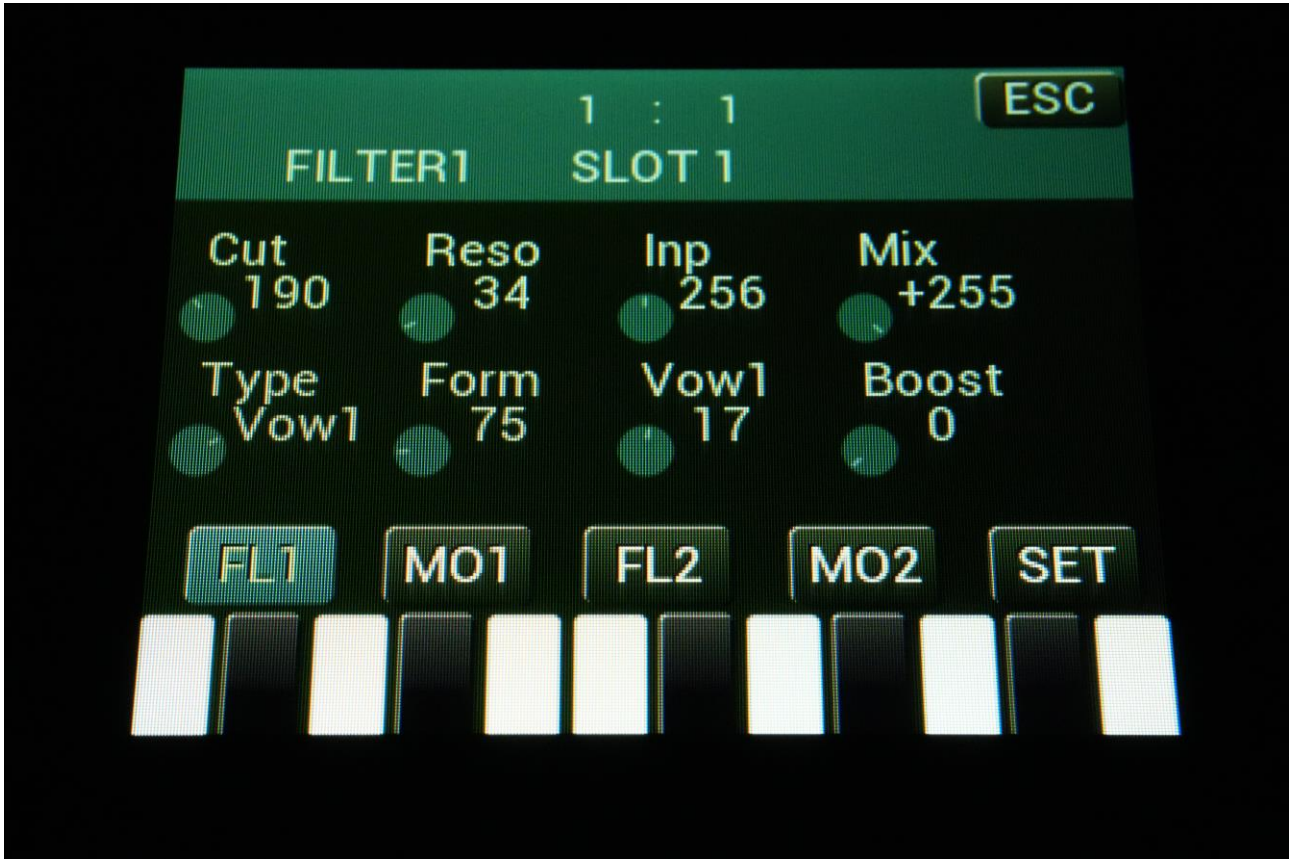 1 : 1 ESC
FILTER1 SLOT 1
Cut Reso Inp Mix
190 34 256 +255
Type Form Vow1 Boost
Vow1 75 17 0
FL1 MO1 FL2 MO2 SET